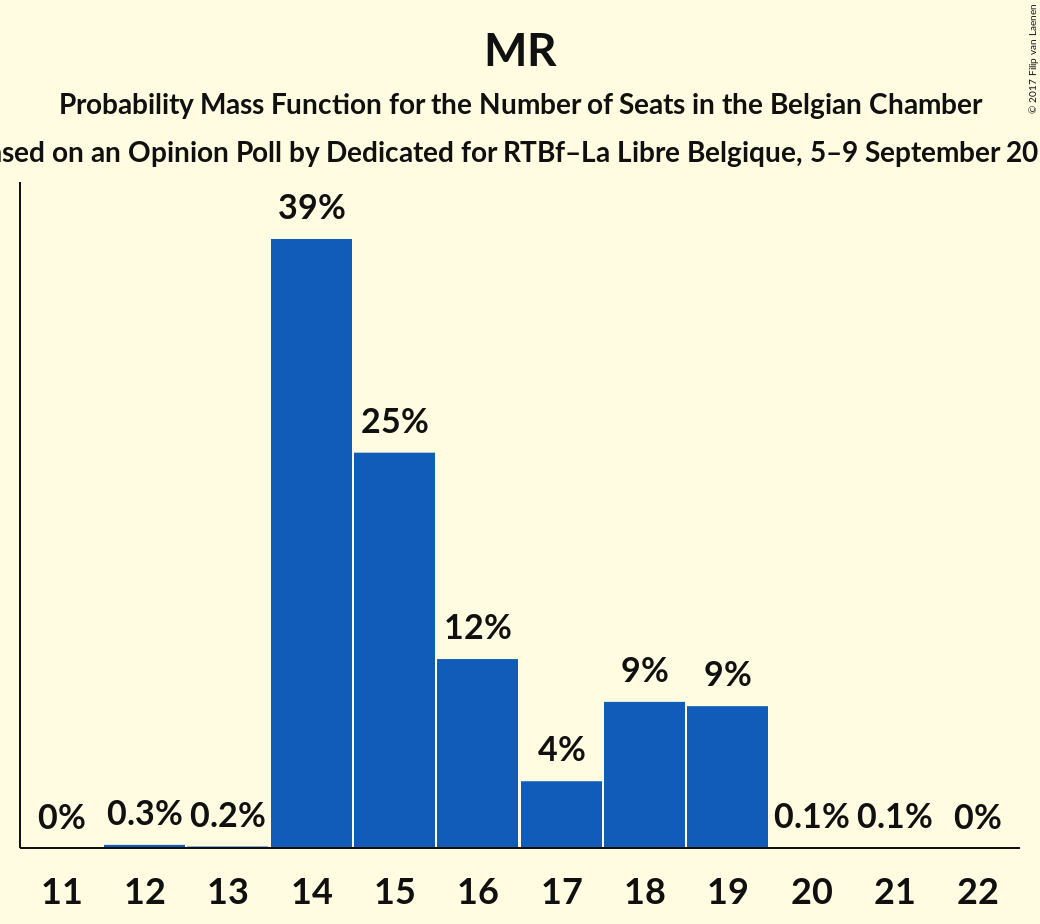 MR
Probability Mass Function for the Number of Seats in the Belgian Chamber
on an Opinion Poll by Dedicated for RTBf–La Libre Belgique, 5–9 September
© 2017 Filip van Laenen
39%
25%
12%
9%
9%
4%
0%
0.3%
0.2%
0.1%
0.1%
0%
11 12 13 14 15 16 17 18 19 20 21 22